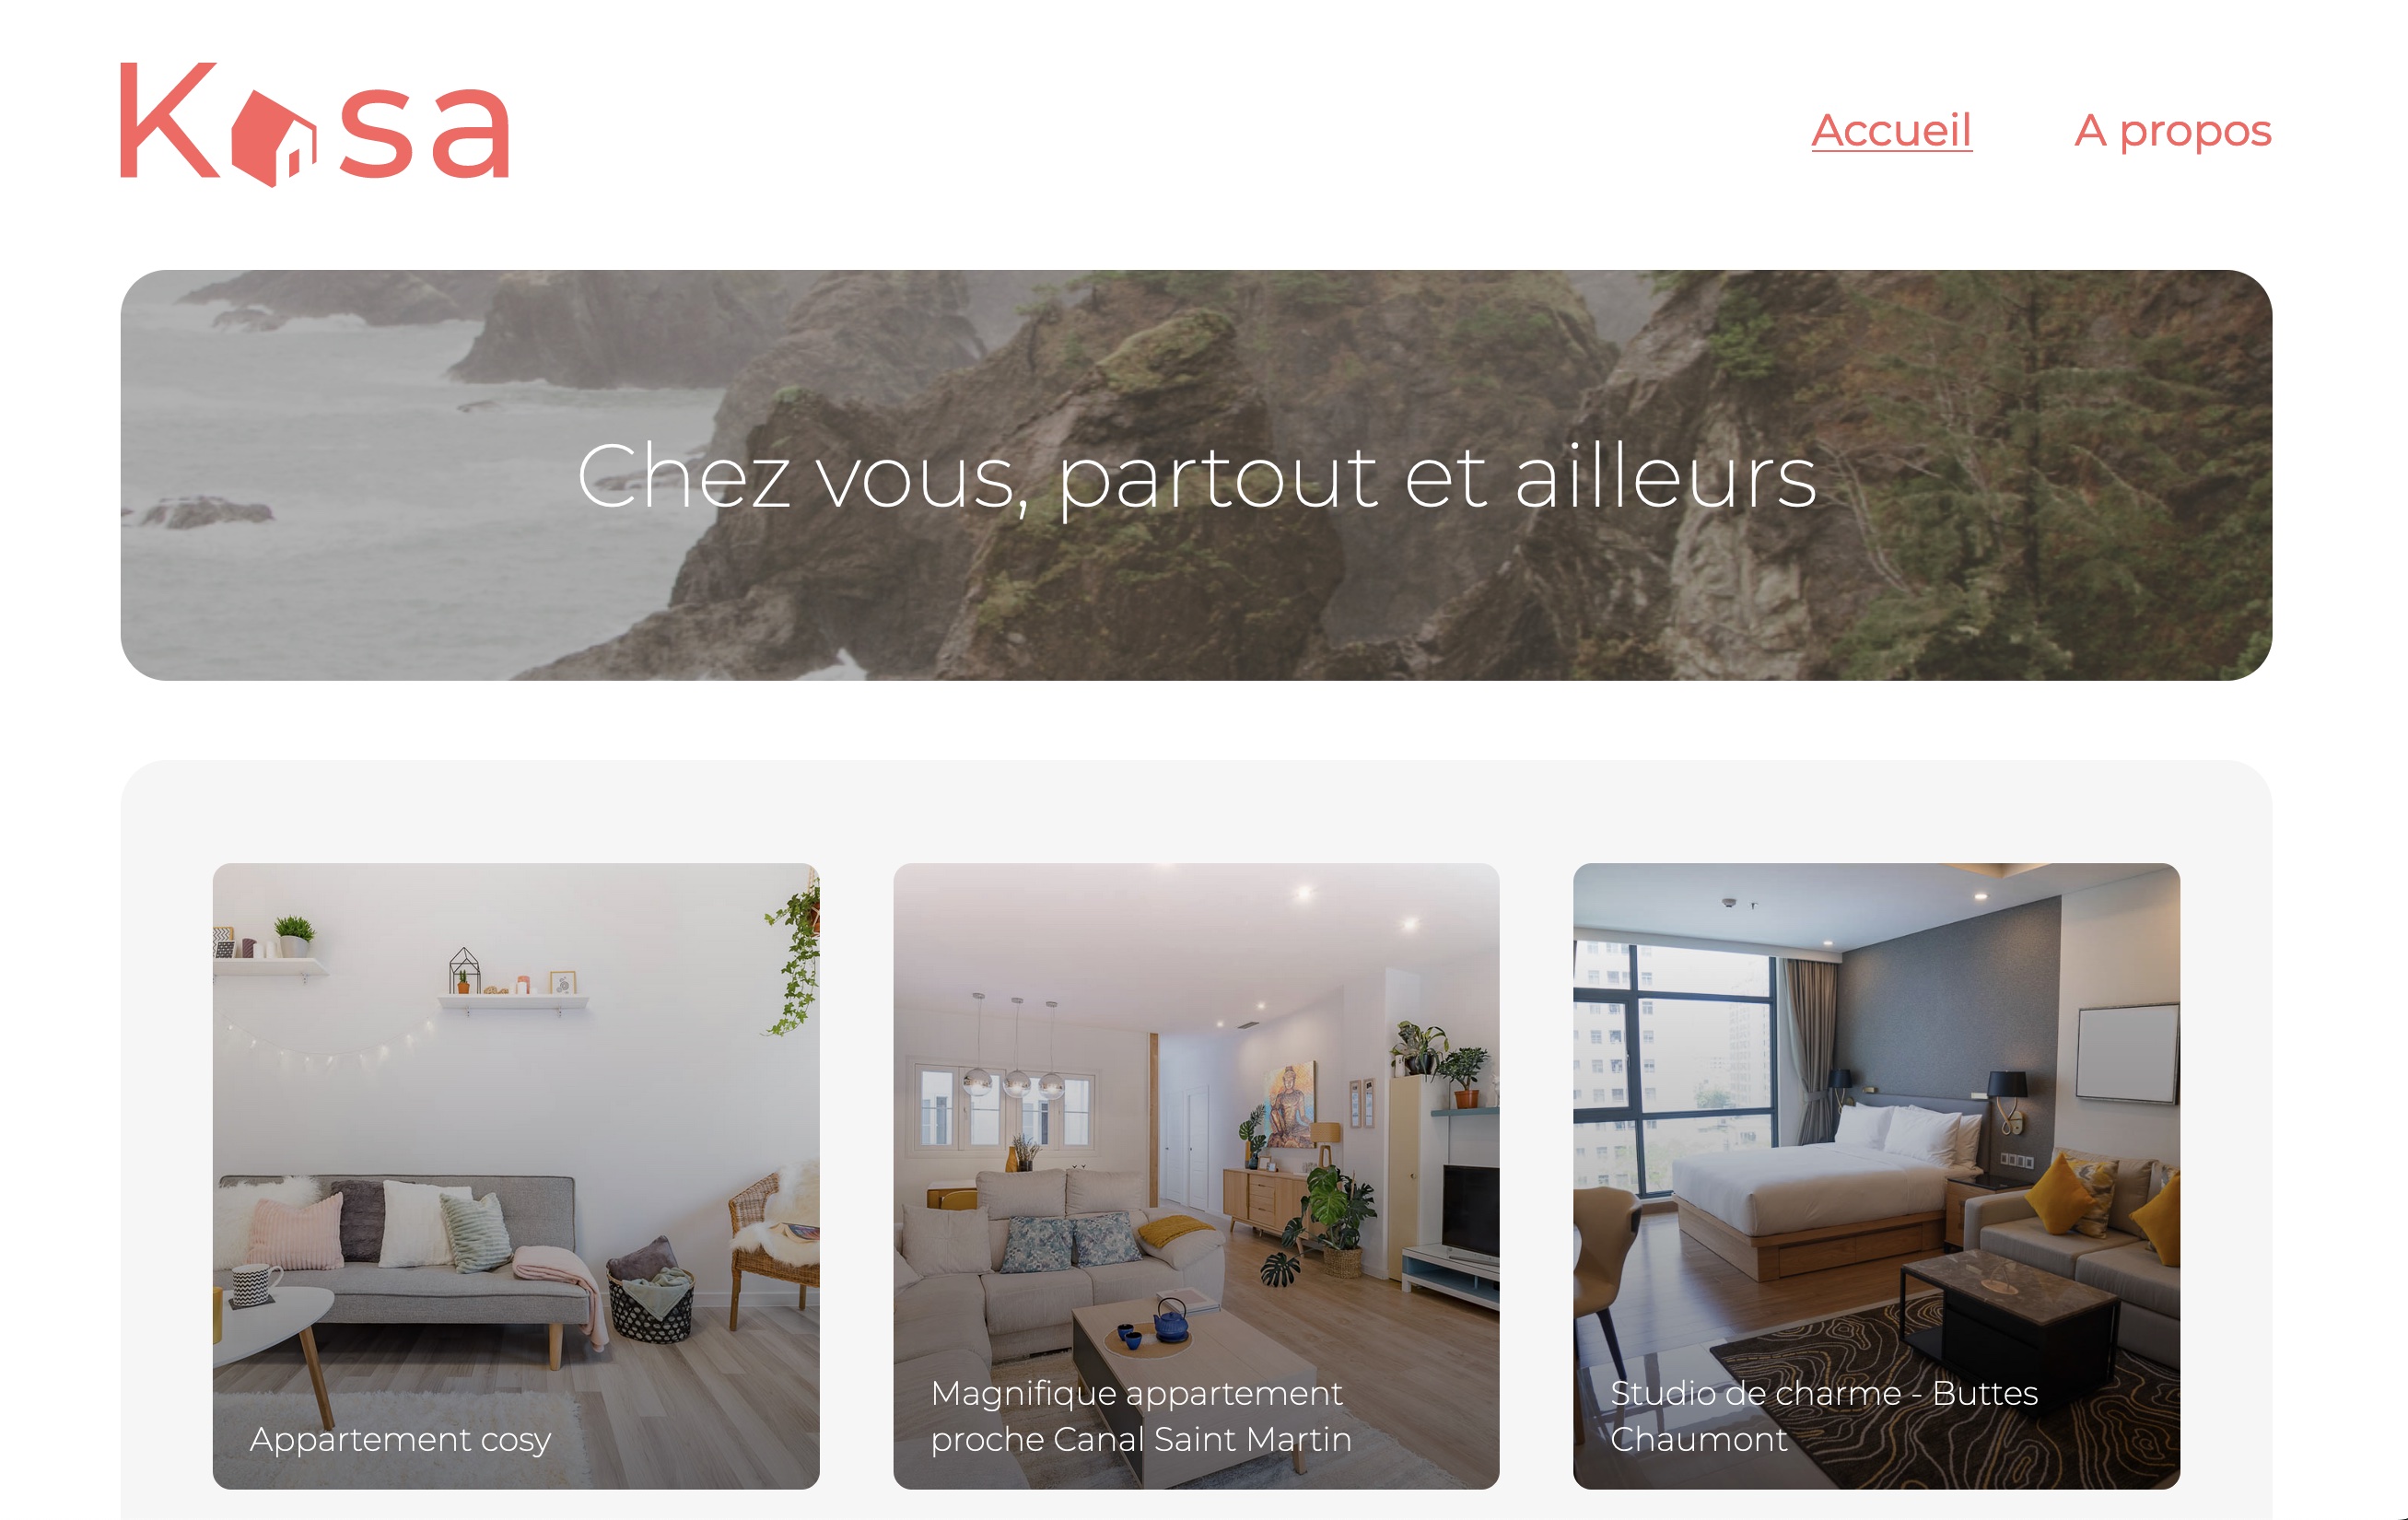 Kasa
Accueil
A propos
Chez vous, partout et ailleurs
Appartement cosy
Magnifique appartement
proche Canal Saint Martin
Studio de charme - Buttes
Chaumont